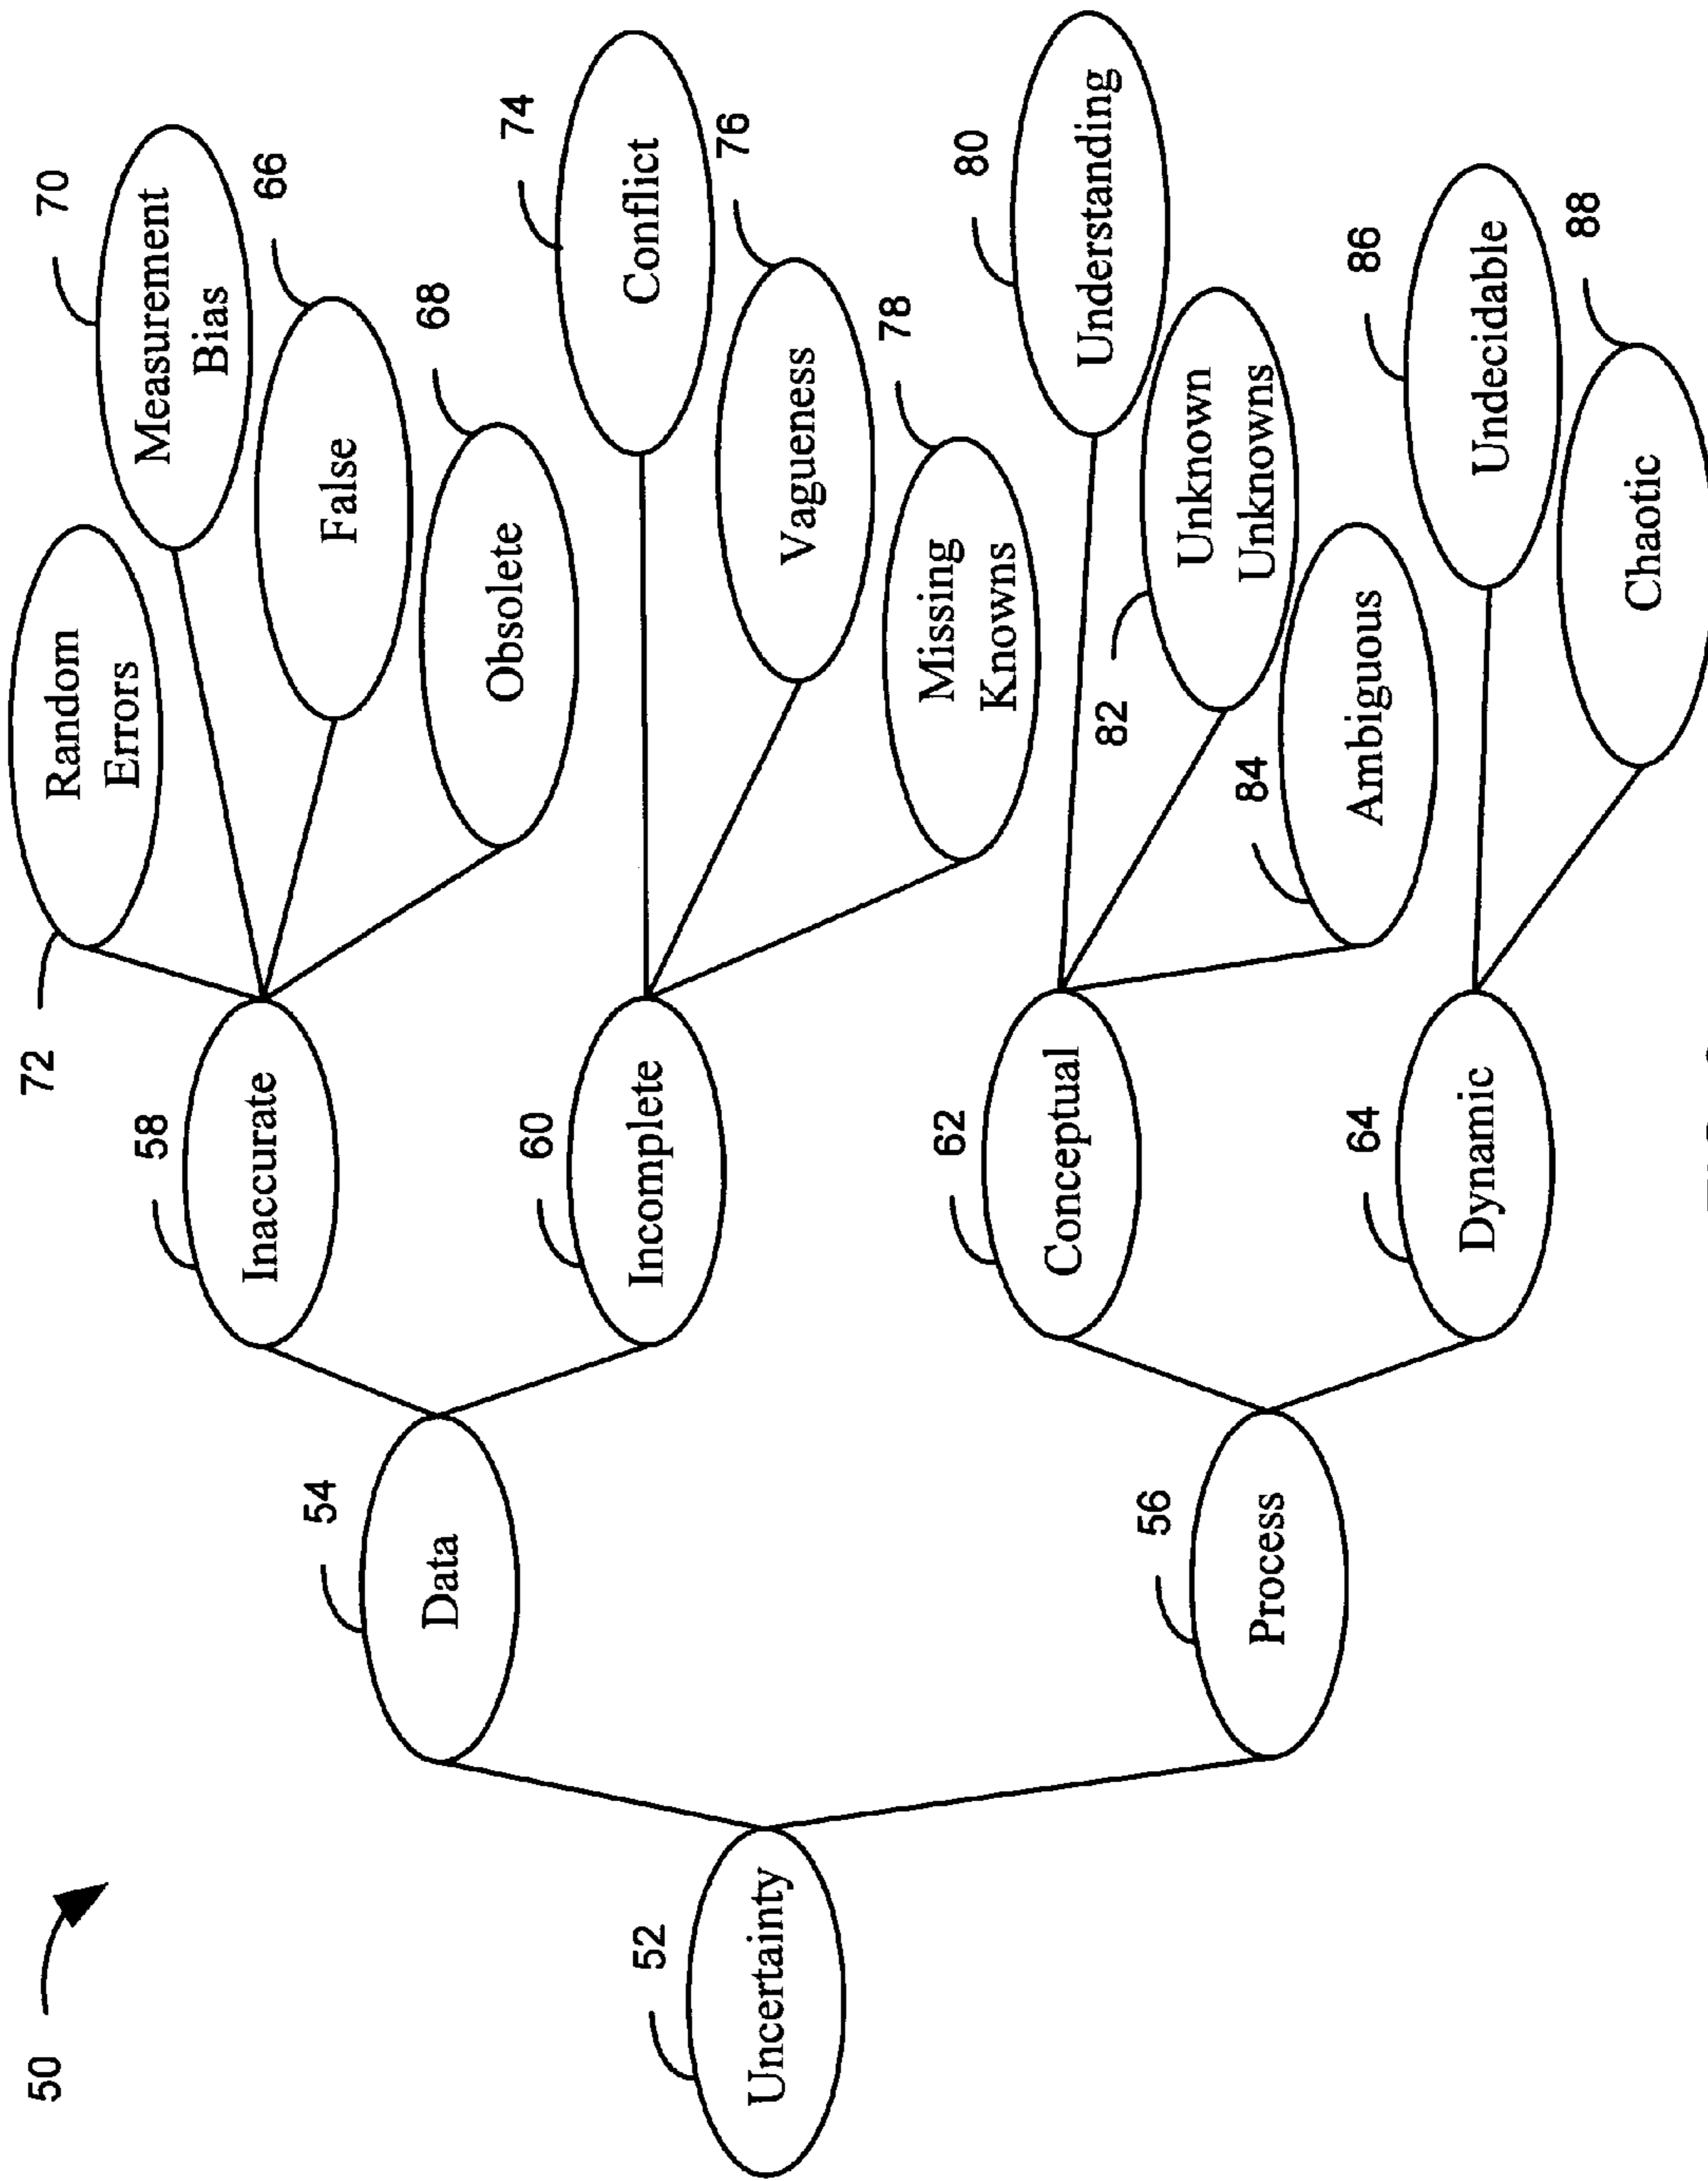 50
72
Random
Errors
70
Measurement
Bias
58
Inaccurate
66
False
54
Data
68
Obsolete
74
Conflict
60
Incomplete
76
Vagueness
52
Uncertainty
78
Missing
Knowns
80
Understanding
62
Conceptual
82
Unknown
Unknowns
56
Process
84
Ambiguous
64
Dynamic
86
Undecidable
88
Chaotic